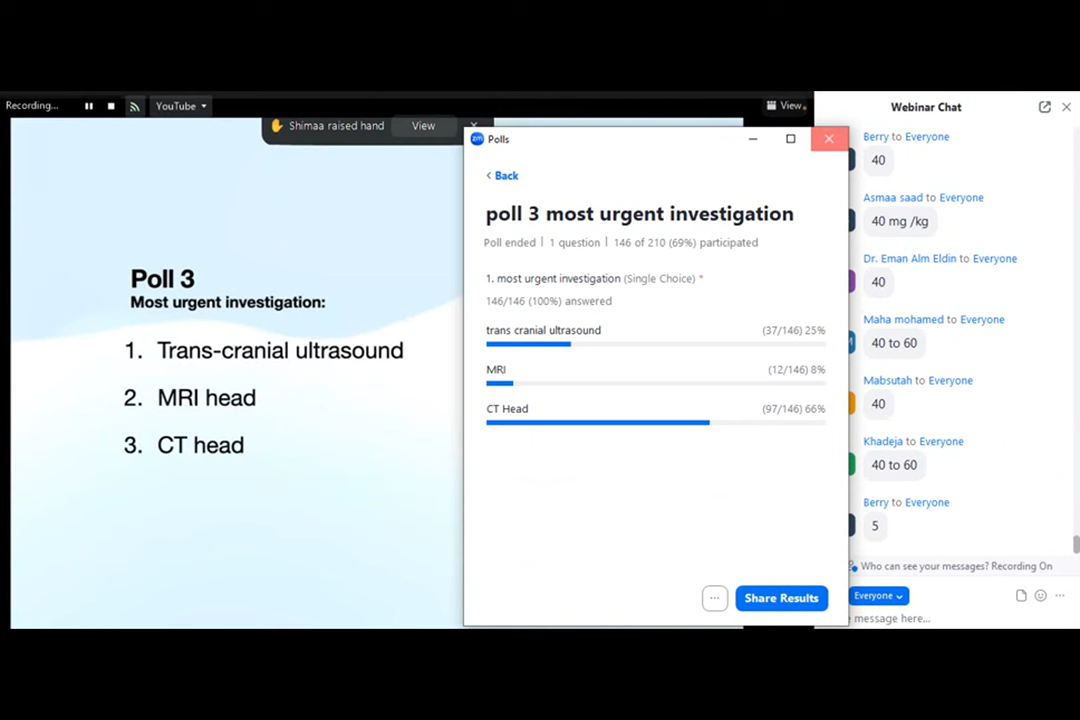 Recording...
YouTube
View
Shimaa raised hand
View
Poll 3
Most urgent investigation:
1. Trans-cranial ultrasound
2. MRI head
3. CT head
zm Polls
Back
poll 3 most urgent investigation
Poll ended | 1 question | 146 of 210 (69%) participated
1. most urgent investigation (Single Choice) *
146/146 (100%) answered
trans cranial ultrasound (37/146) 25%
MRI (12/146) 8%
CT Head (97/146) 66%
... Share Results
Webinar Chat
Berry to Everyone
40
Asmaa saad to Everyone
40 mg /kg
Dr. Eman Alm Eldin to Everyone
40
Maha mohamed to Everyone
40 to 60
Mabsutah to Everyone
40
Khadeja to Everyone
40 to 60
Berry to Everyone
5
Who can see your messages? Recording On
Everyone
message here...